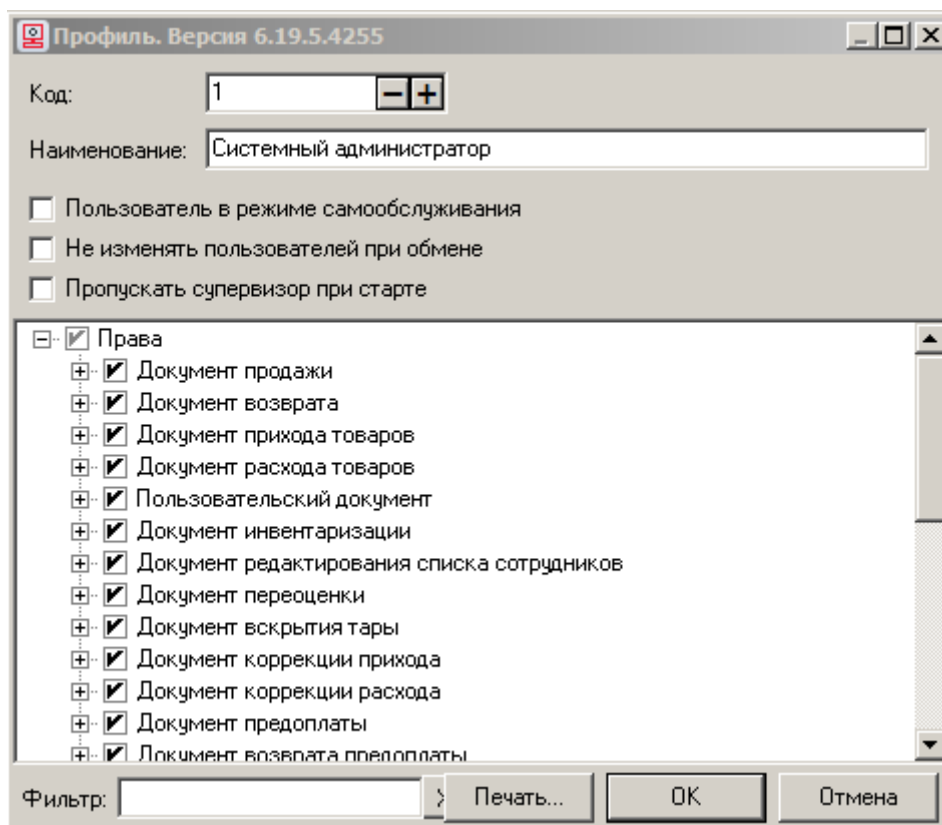 Профиль. Версия 6.19.5.4255
Код: 1
Наименование: Системный администратор
Пользователь в режиме самообслуживания
Не изменять пользователей при обмене
Пропускать супервизор при старте
Права
Документ продажи
Документ возврата
Документ прихода товаров
Документ расхода товаров
Пользовательский документ
Документ инвентаризации
Документ редактирования списка сотрудников
Документ переоценки
Документ вскрытия тары
Документ коррекции прихода
Документ коррекции расхода
Документ предоплаты
Документ возврата предоплаты
Фильтр: Печать... OK Отмена